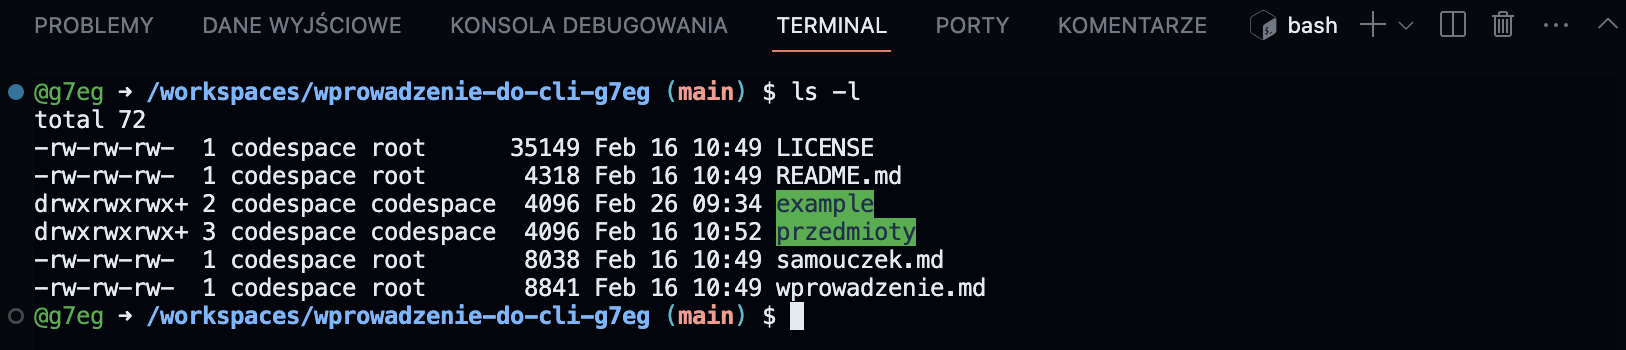 PROBLEMY DANE WYJŚCIOWE KONSOLA DEBUGOWANIA TERMINAL PORTY KOMENTARZE bash
@g7eg ➜ /workspaces/wprowadzenie-do-cli-g7eg (main) $ ls -l
total 72
-rw-rw-rw-  1 codespace root      35149 Feb 16 10:49 LICENSE
-rw-rw-rw-  1 codespace root       4318 Feb 16 10:49 README.md
drwxrwxrwx+ 2 codespace codespace  4096 Feb 26 09:34 example
drwxrwxrwx+ 3 codespace codespace  4096 Feb 16 10:52 przedmioty
-rw-rw-rw-  1 codespace root       8038 Feb 16 10:49 samouczek.md
-rw-rw-rw-  1 codespace root       8841 Feb 16 10:49 wprowadzenie.md
@g7eg ➜ /workspaces/wprowadzenie-do-cli-g7eg (main) $